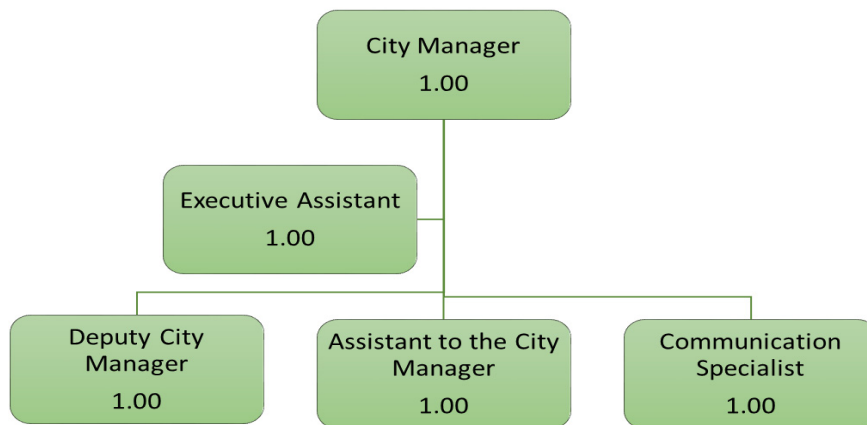 City Manager
1.00
Executive Assistant
1.00
Deputy City
Manager
1.00
Assistant to the City
Manager
1.00
Communication
Specialist
1.00